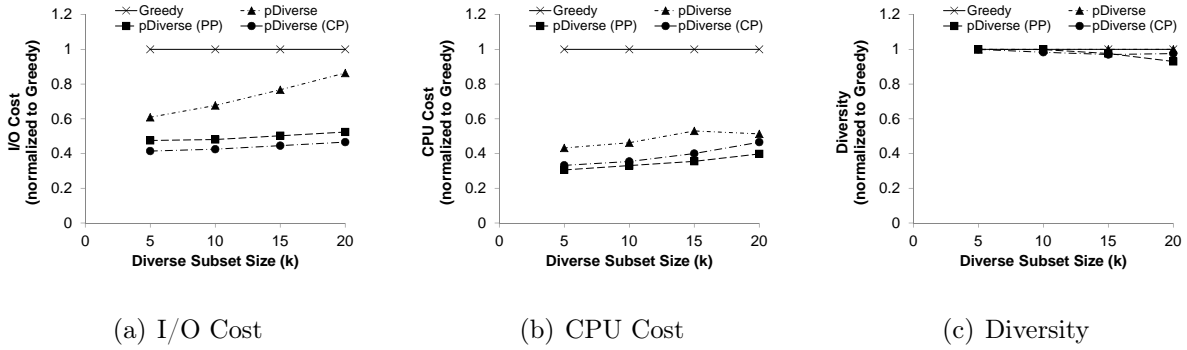 Greedy
pDiverse
pDiverse (PP)
pDiverse (CP)
1.2
1
0.8
0.6
0.4
0.2
0
0
5
10
15
20
I/O Cost
(normalized to Greedy)
Diverse Subset Size (k)
(a) I/O Cost
Greedy
pDiverse
pDiverse (PP)
pDiverse (CP)
1.2
1
0.8
0.6
0.4
0.2
0
0
5
10
15
20
CPU Cost
(normalized to Greedy)
Diverse Subset Size (k)
(b) CPU Cost
Greedy
pDiverse
pDiverse (PP)
pDiverse (CP)
1.2
1
0.8
0.6
0.4
0.2
0
0
5
10
15
20
Diversity
(normalized to Greedy)
Diverse Subset Size (k)
(c) Diversity